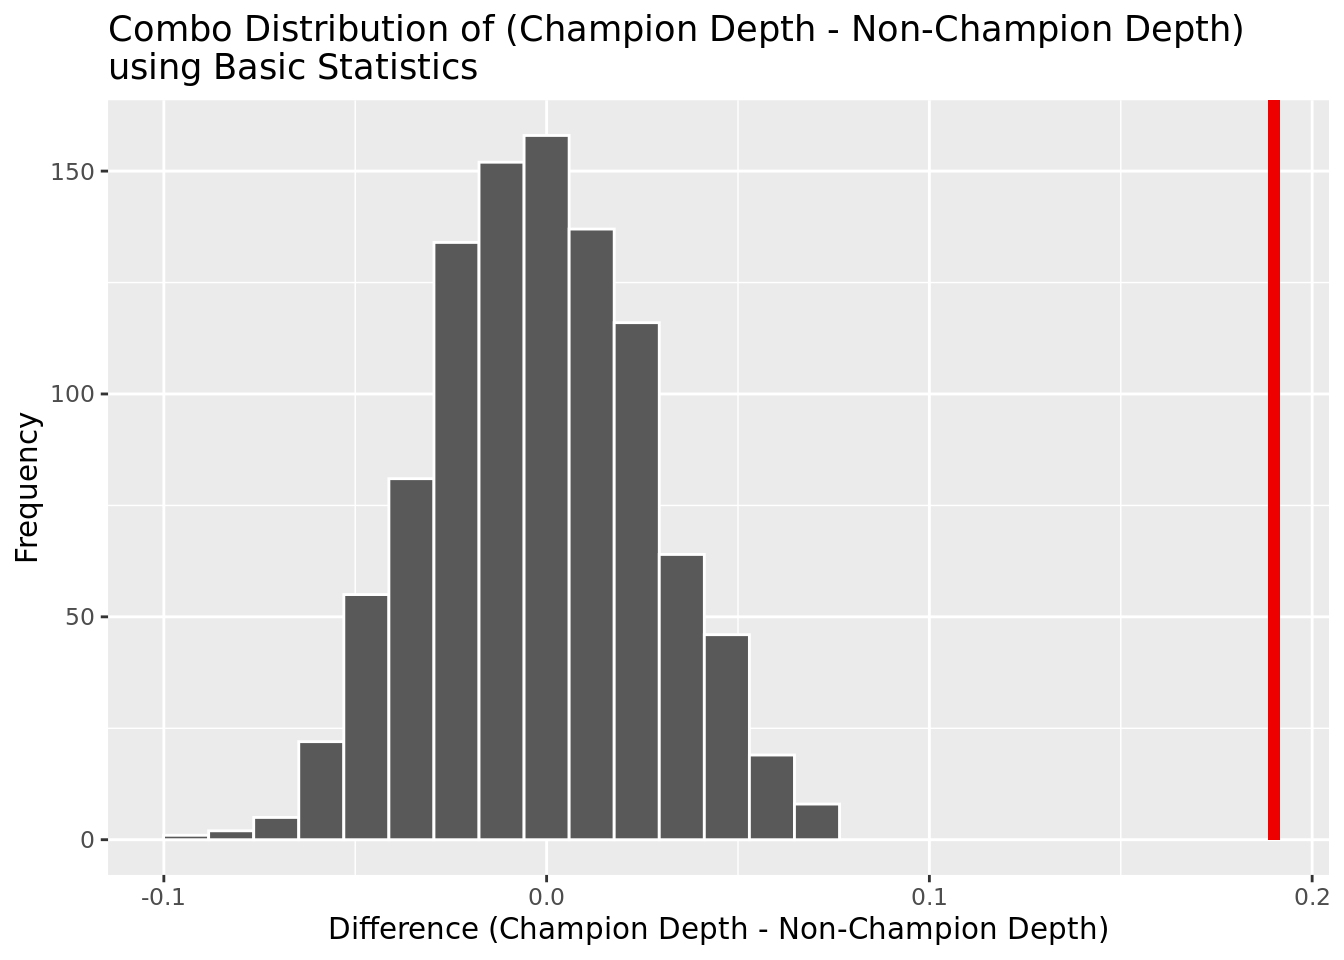 Combo Distribution of (Champion Depth - Non-Champion Depth)
using Basic Statistics
150
100
50
0
Frequency
-0.1
0.0
0.1
0.2
Difference (Champion Depth - Non-Champion Depth)